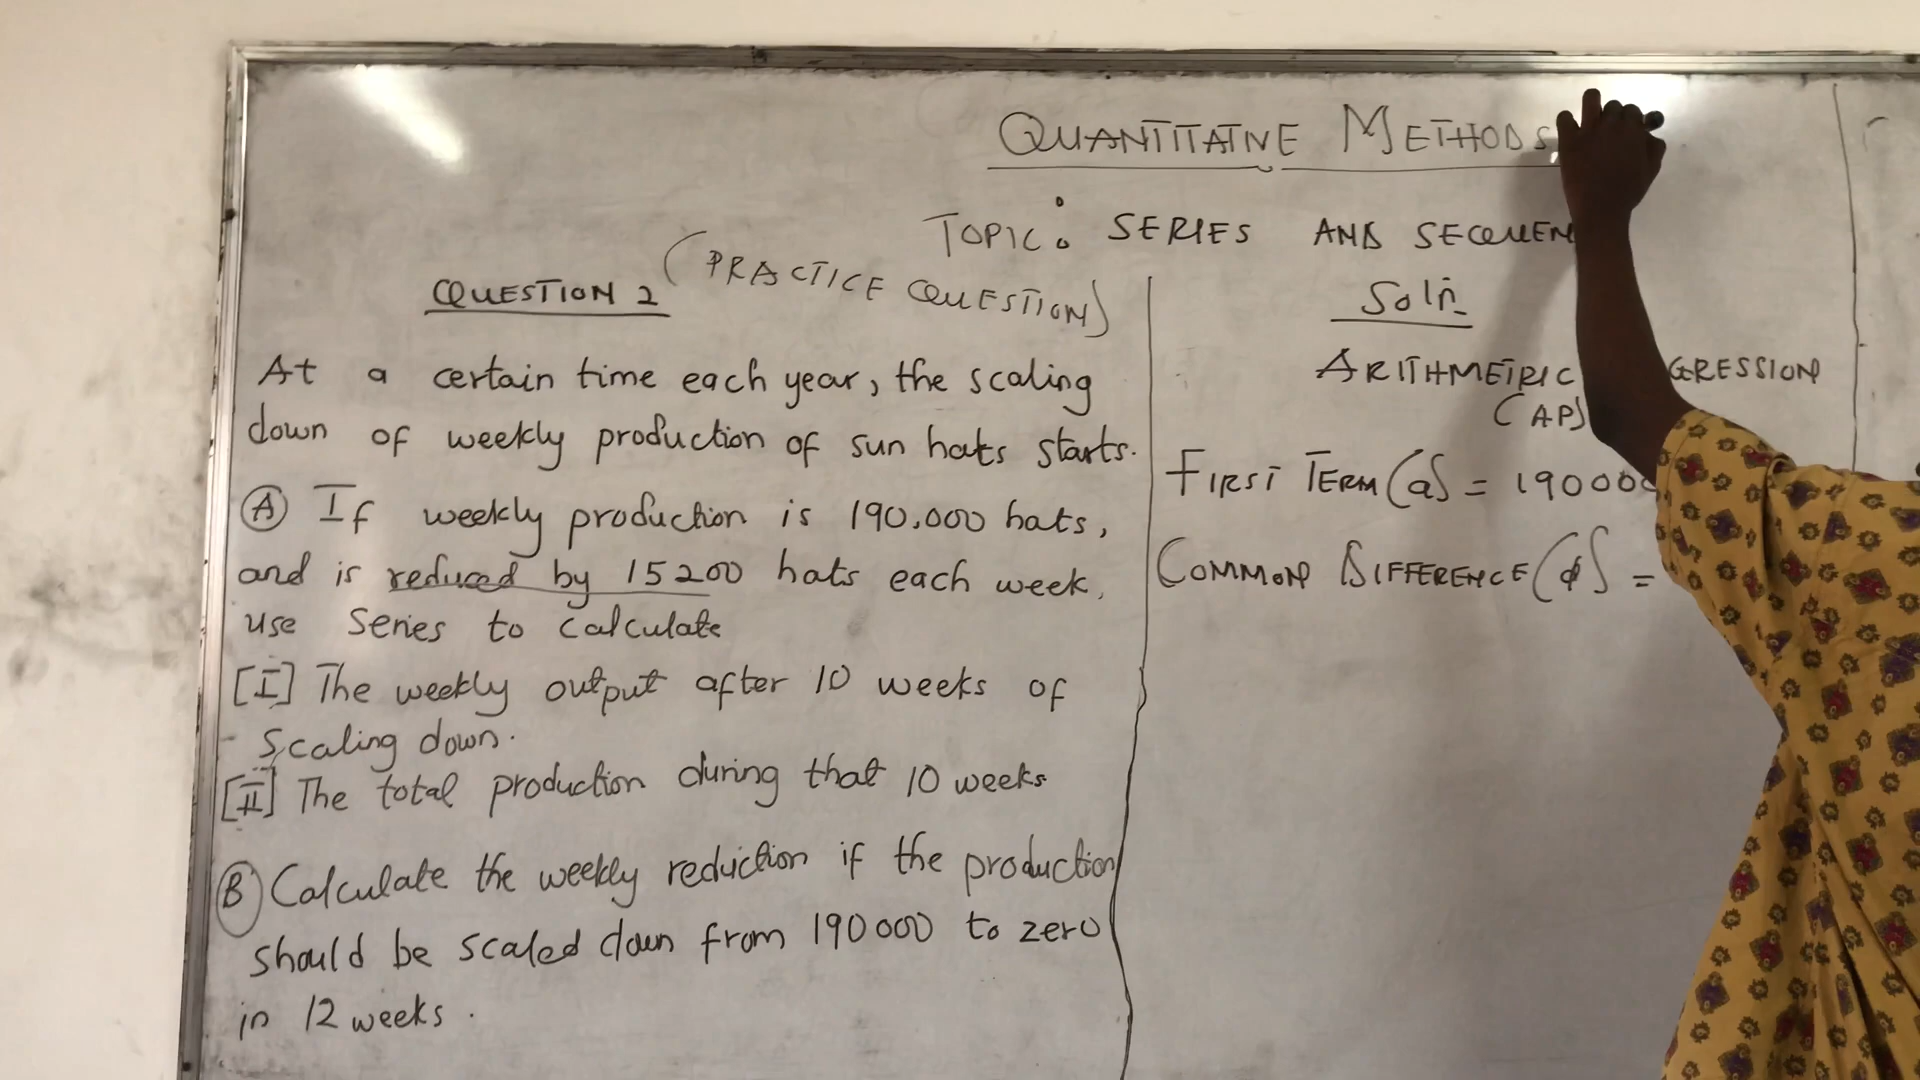 QUANTITATIVE METHODS
TOPIC: SERIES AND SEQUEN
QUESTION 2 (PRACTICE QUESTION)
At a certain time each year, the scaling
down of weekly production of sun hats starts.
(A) If weekly production is 190,000 hats,
and is reduced by 15200 hats each week,
use series to calculate
[I] The weekly output after 10 weeks of
scaling down.
[II] The total production during that 10 weeks
(B) Calculate the weekly reduction if the production
should be scaled down from 190000 to zero
in 12 weeks.
Soln
ARITHMETRIC GRESSION
(AP)
FIRST TERM (a) = 190000
COMMON DIFFERENCE (d) =